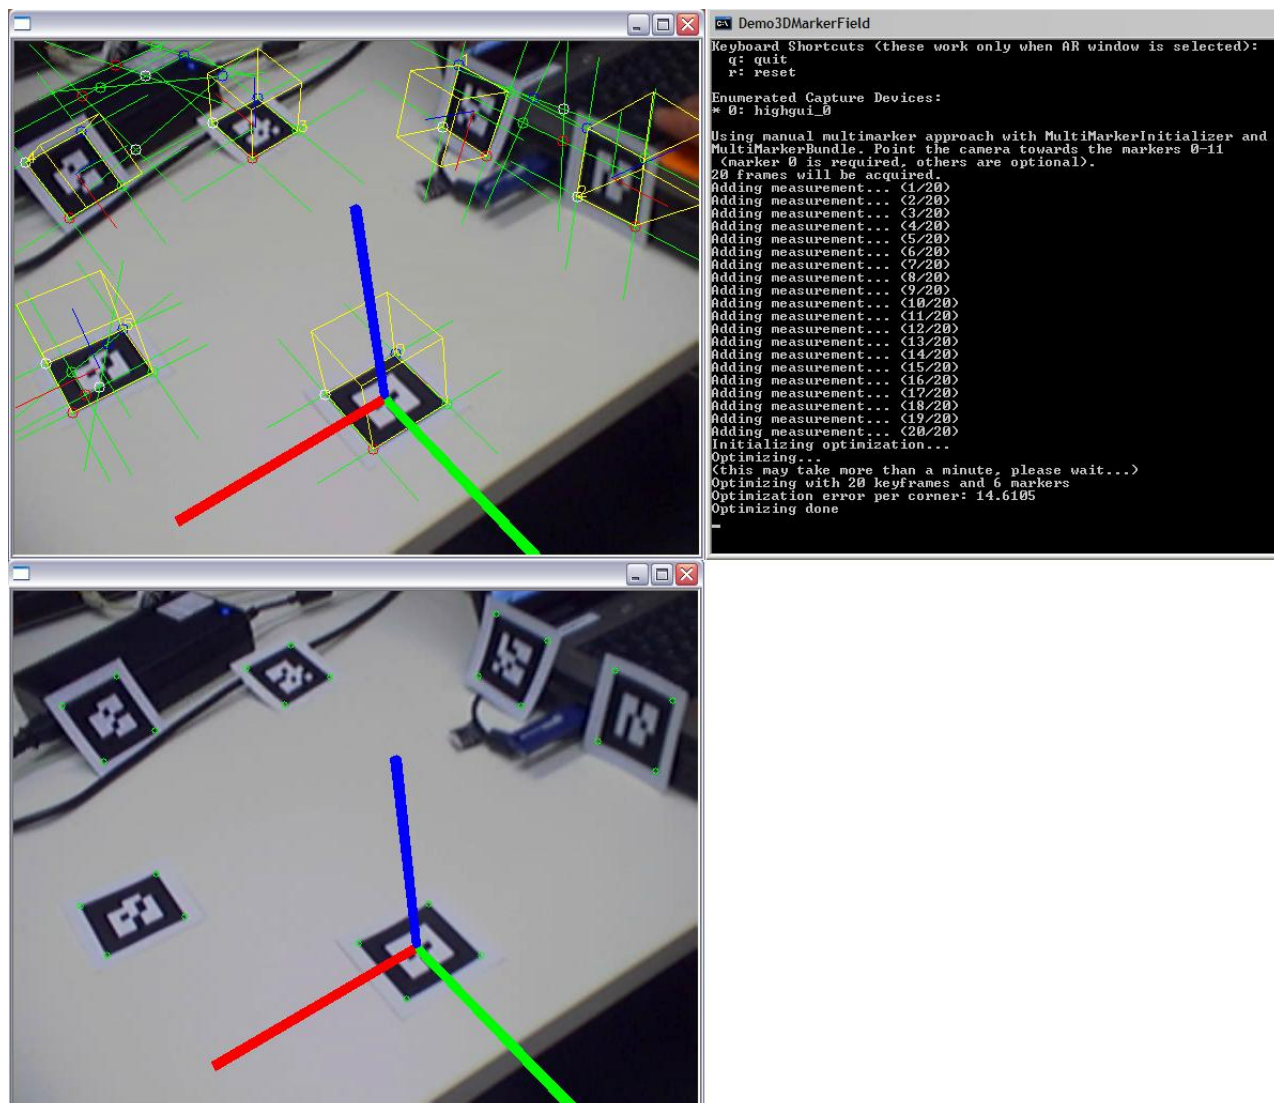 Demo3DMarkerField
Keyboard Shortcuts (these work only when AR window is selected):
q: quit
r: reset
Enumerated Capture Devices:
* 0: highgui_0
Using manual multimarker approach with MultiMarkerInitializer and
MultiMarkerBundle. Point the camera towards the markers 0-11
(marker 0 is required, others are optional).
20 frames will be acquired.
Adding measurement... (1/20)
Adding measurement... (2/20)
Adding measurement... (3/20)
Adding measurement... (4/20)
Adding measurement... (5/20)
Adding measurement... (6/20)
Adding measurement... (7/20)
Adding measurement... (8/20)
Adding measurement... (9/20)
Adding measurement... (10/20)
Adding measurement... (11/20)
Adding measurement... (12/20)
Adding measurement... (13/20)
Adding measurement... (14/20)
Adding measurement... (15/20)
Adding measurement... (16/20)
Adding measurement... (17/20)
Adding measurement... (18/20)
Adding measurement... (19/20)
Adding measurement... (20/20)
Initializing optimization...
Optimizing...
(this may take more than a minute, please wait...)
Optimizing with 20 keyframes and 6 markers
Optimization error per corner: 14.6105
Optimizing done